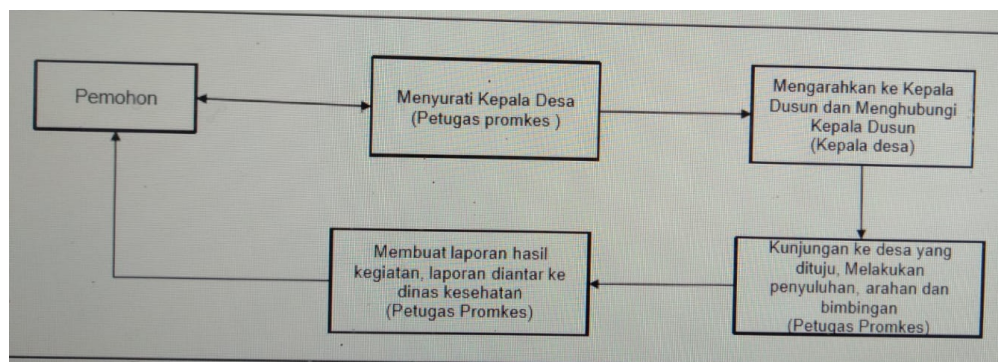 Pemohon
Menyurati Kepala Desa
(Petugas promkes )
Mengarahkan ke Kepala
Dusun dan Menghubungi
Kepala Dusun
(Kepala desa)
Kunjungan ke desa yang
dituju, Melakukan
penyuluhan, arahan dan
bimbingan
(Petugas Promkes)
Membuat laporan hasil
kegiatan, laporan diantar ke
dinas kesehatan
(Petugas Promkes)